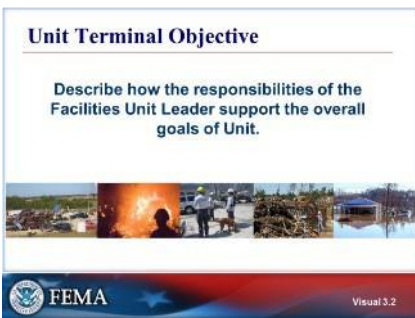 Unit Terminal Objective
Describe how the responsibilities of the
Facilities Unit Leader support the overall
goals of Unit.
FEMA
Visual 3.2